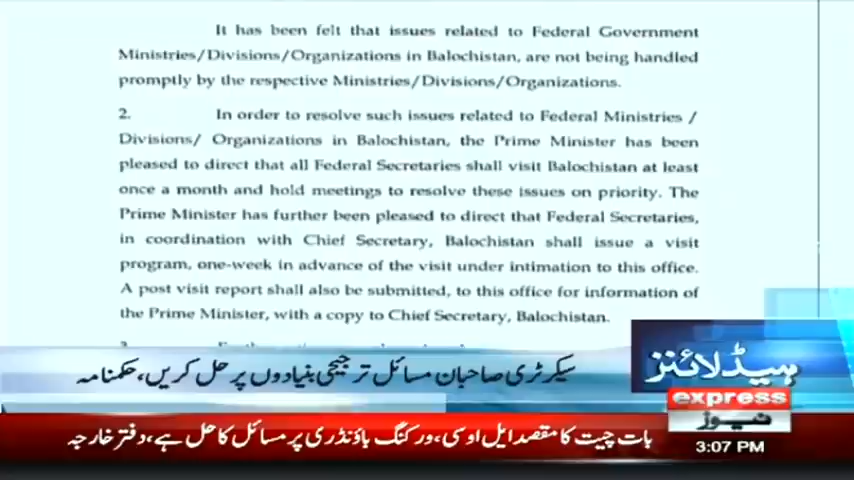 It has been felt that issues related to Federal Government
Ministries/Divisions/Organizations in Balochistan, are not being handled
promptly by the respective Ministries/Divisions/Organizations.
2. In order to resolve such issues related to Federal Ministries /
Divisions/ Organizations in Balochistan, the Prime Minister has been
pleased to direct that all Federal Secretaries shall visit Balochistan at least
once a month and hold meetings to resolve these issues on priority. The
Prime Minister has further been pleased to direct that Federal Secretaries,
in coordination with Chief Secretary, Balochistan shall issue a visit
program, one-week in advance of the visit under intimation to this office.
A post visit report shall also be submitted, to this office for information of
the Prime Minister, with a copy to Chief Secretary, Balochistan.
ہیڈلائنز
سیکرٹری صاحبان مسائل ترجیحی بنیادوں پر حل کریں، حکمنامہ
express
نیوز
بات چیت کا مقصد ایل او سی، ورکنگ باؤنڈری پر مسائل کا حل ہے، دفتر خارجہ
3:07 PM